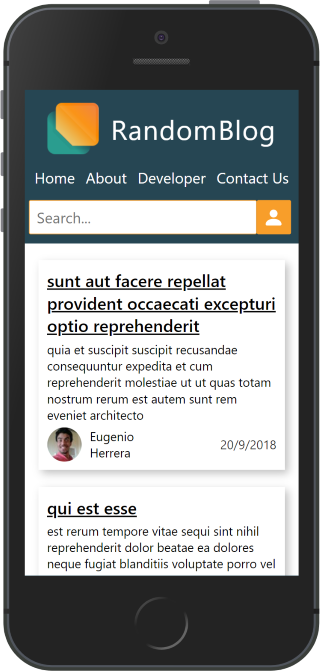 RandomBlog
Home About Developer Contact Us
Search...
sunt aut facere repellat
provident occaecati excepturi
optio reprehenderit
quia et suscipit suscipit recusandae
consequuntur expedita et cum
reprehenderit molestiae ut ut quas totam
nostrum rerum est autem sunt rem
eveniet architecto
Eugenio
Herrera
20/9/2018
qui est esse
est rerum tempore vitae sequi sint nihil
reprehenderit dolor beatae ea dolores
neque fugiat blanditiis voluptate porro vel